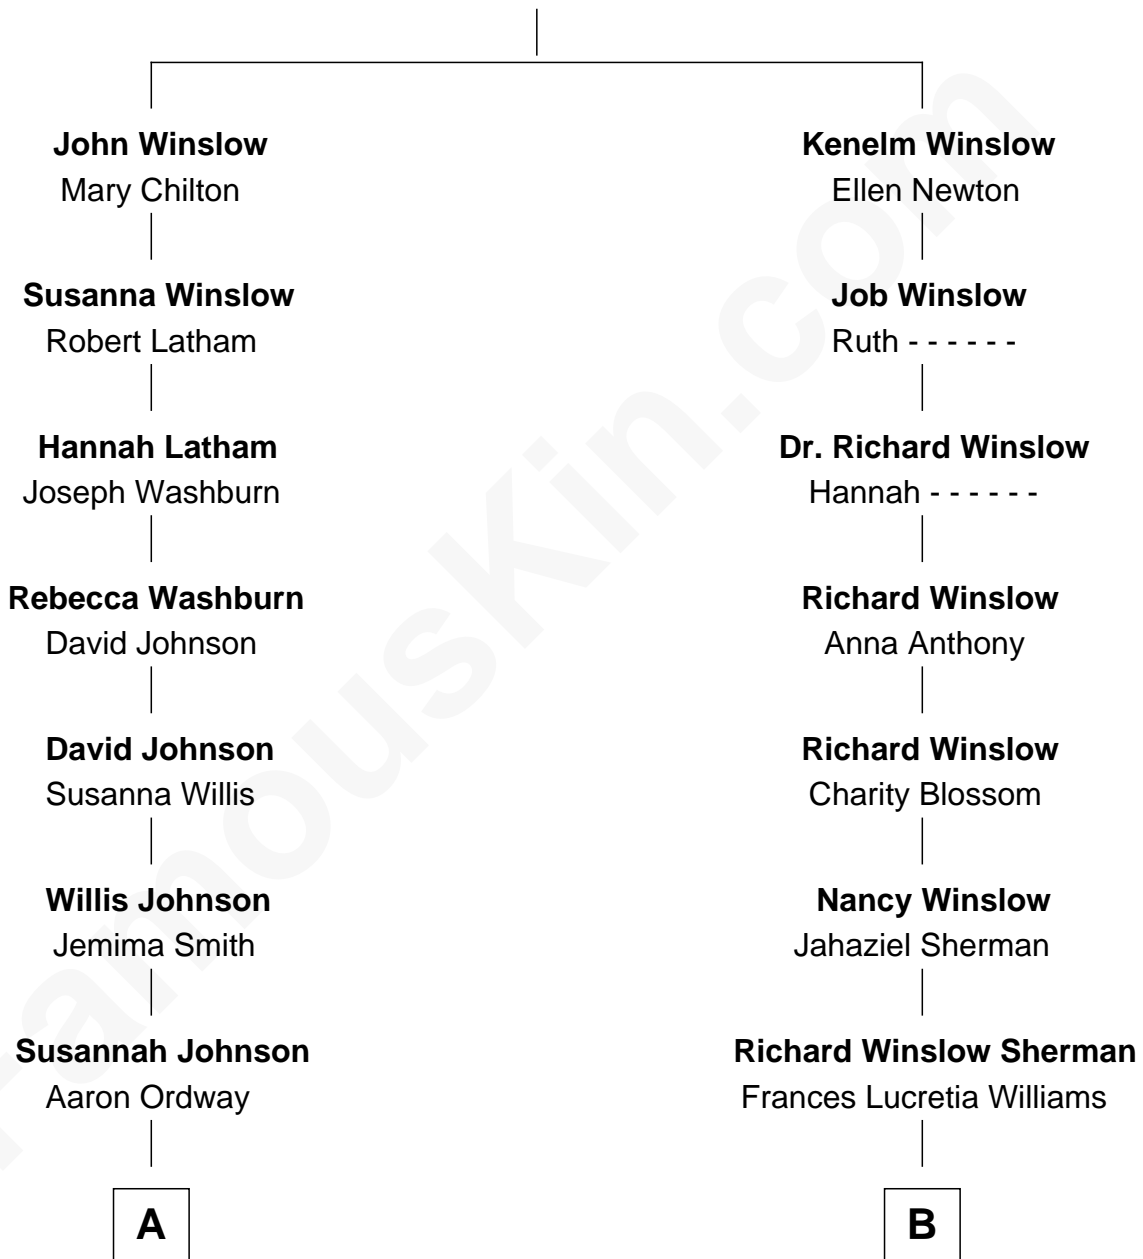 John Winslow
Mary Chilton
Kenelm Winslow
Ellen Newton
Susanna Winslow
Robert Latham
Job Winslow
Ruth - - - - - -
Hannah Latham
Joseph Washburn
Dr. Richard Winslow
Hannah - - - - - -
Rebecca Washburn
David Johnson
Richard Winslow
Anna Anthony
David Johnson
Susanna Willis
Richard Winslow
Charity Blossom
Willis Johnson
Jemima Smith
Nancy Winslow
Jahaziel Sherman
Susannah Johnson
Aaron Ordway
Richard Winslow Sherman
Frances Lucretia Williams
A
B
FamousKin.com